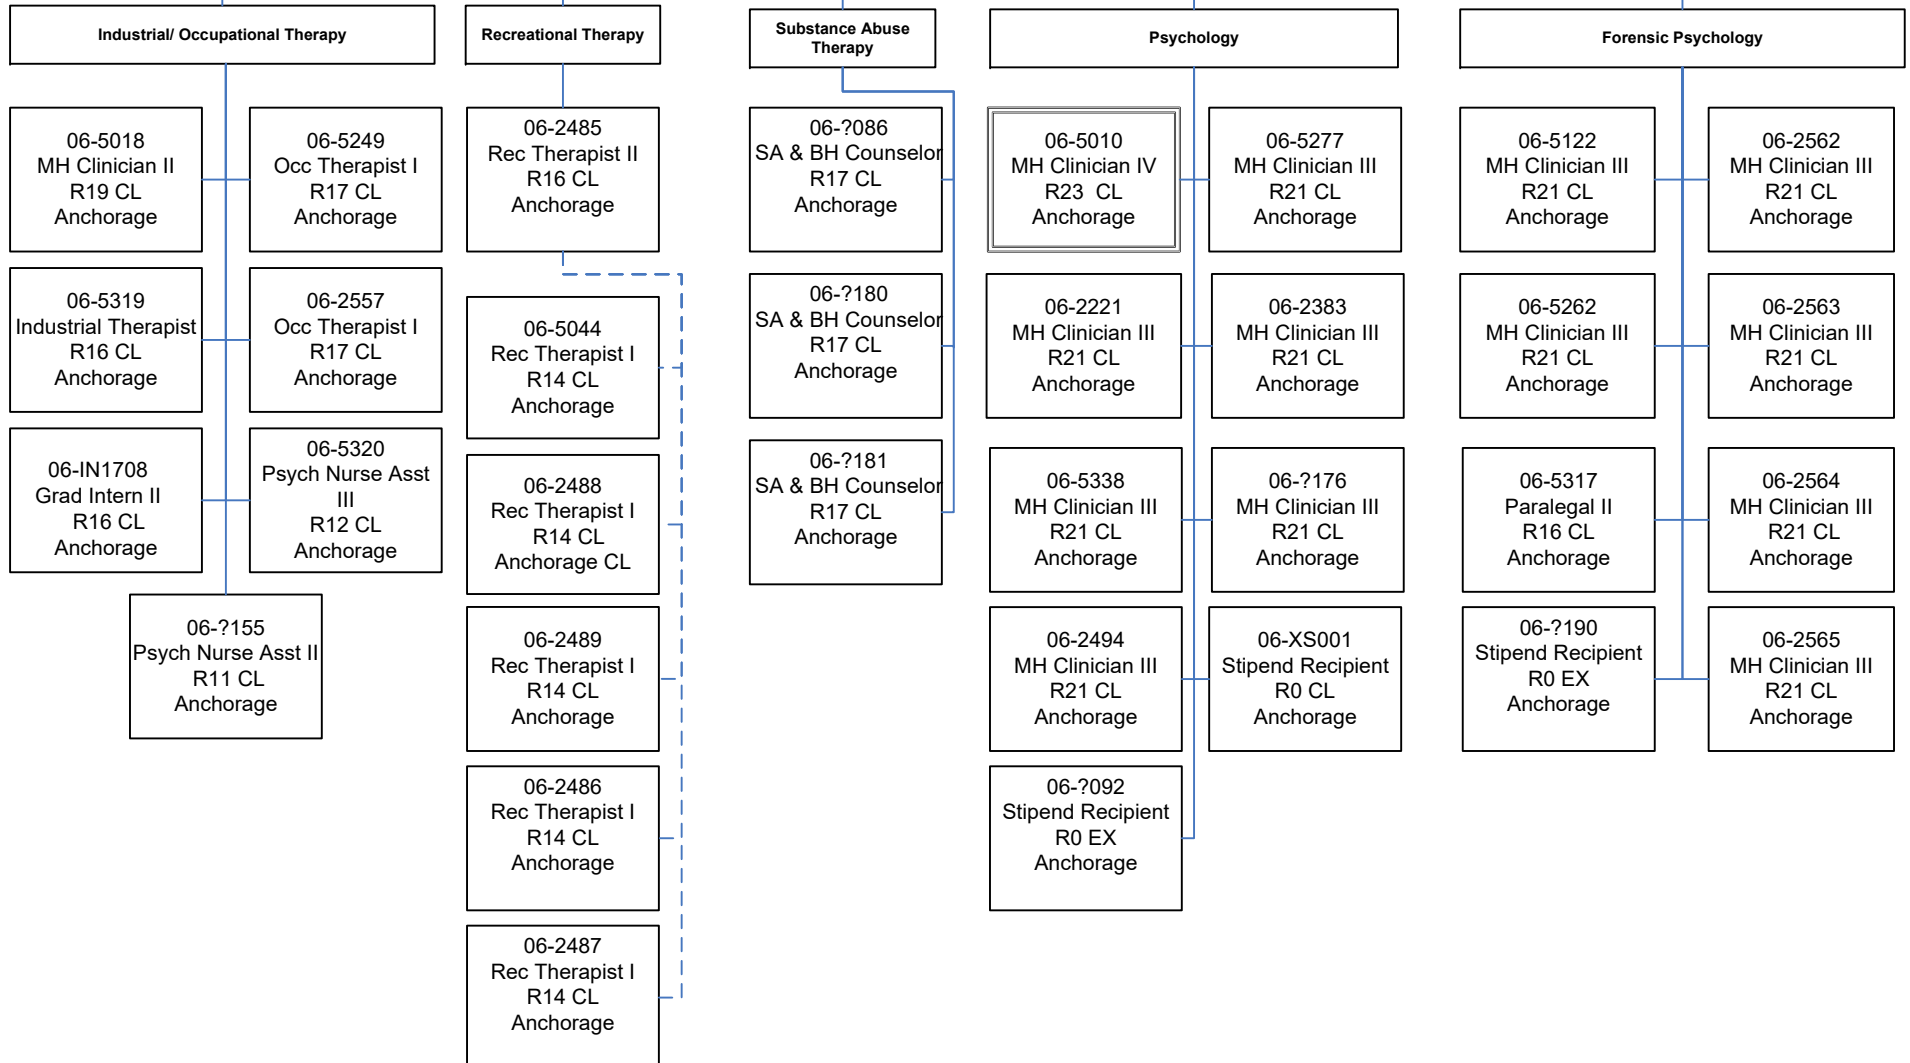 Industrial/ Occupational Therapy
06-5018
MH Clinician II
R19 CL
Anchorage
06-5249
Occ Therapist I
R17 CL
Anchorage
06-5319
Industrial Therapist
R16 CL
Anchorage
06-2557
Occ Therapist I
R17 CL
Anchorage
06-IN1708
Grad Intern II
R16 CL
Anchorage
06-5320
Psych Nurse Asst
III
R12 CL
Anchorage
06-?155
Psych Nurse Asst II
R11 CL
Anchorage
Recreational Therapy
06-2485
Rec Therapist II
R16 CL
Anchorage
06-5044
Rec Therapist I
R14 CL
Anchorage
06-2488
Rec Therapist I
R14 CL
Anchorage CL
06-2489
Rec Therapist I
R14 CL
Anchorage
06-2486
Rec Therapist I
R14 CL
Anchorage
06-2487
Rec Therapist I
R14 CL
Anchorage
Substance Abuse
Therapy
06-?086
SA & BH Counselor
R17 CL
Anchorage
06-?180
SA & BH Counselor
R17 CL
Anchorage
06-?181
SA & BH Counselor
R17 CL
Anchorage
Psychology
06-5010
MH Clinician IV
R23 CL
Anchorage
06-5277
MH Clinician III
R21 CL
Anchorage
06-2221
MH Clinician III
R21 CL
Anchorage
06-2383
MH Clinician III
R21 CL
Anchorage
06-5338
MH Clinician III
R21 CL
Anchorage
06-?176
MH Clinician III
R21 CL
Anchorage
06-2494
MH Clinician III
R21 CL
Anchorage
06-XS001
Stipend Recipient
R0 CL
Anchorage
06-?092
Stipend Recipient
R0 EX
Anchorage
Forensic Psychology
06-5122
MH Clinician III
R21 CL
Anchorage
06-2562
MH Clinician III
R21 CL
Anchorage
06-5262
MH Clinician III
R21 CL
Anchorage
06-2563
MH Clinician III
R21 CL
Anchorage
06-5317
Paralegal II
R16 CL
Anchorage
06-2564
MH Clinician III
R21 CL
Anchorage
06-?190
Stipend Recipient
R0 EX
Anchorage
06-2565
MH Clinician III
R21 CL
Anchorage